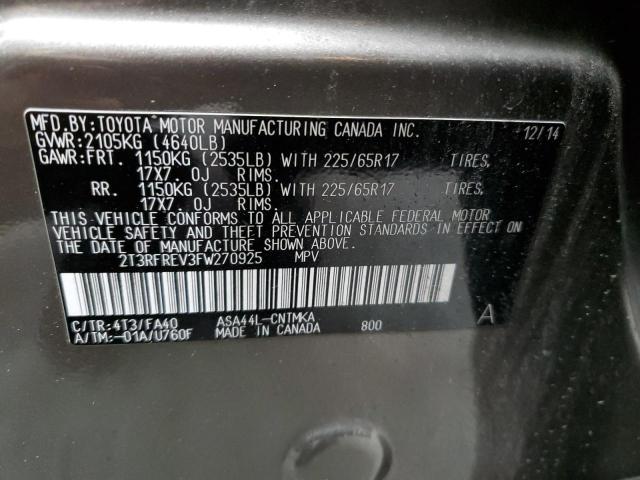 MFD.BY:TOYOTA MOTOR MANUFACTURING CANADA INC. 12/14
GVWR:2105KG (4640LB)
GAWR:FRT. 1150KG (2535LB) WITH 225/65R17 TIRES,
17X7.0J RIMS.
RR. 1150KG (2535LB) WITH 225/65R17 TIRES,
17X7.0J RIMS.
THIS VEHICLE CONFORMS TO ALL APPLICABLE FEDERAL MOTOR
VEHICLE SAFETY AND THEFT PREVENTION STANDARDS IN EFFECT ON
THE DATE OF MANUFACTURE SHOWN ABOVE.
2T3RFREV3FW270925 MPV
C/TR:4T3/FA40 ASA44L-CNTMKA 800 A
A/TM:-01A/U760F MADE IN CANADA